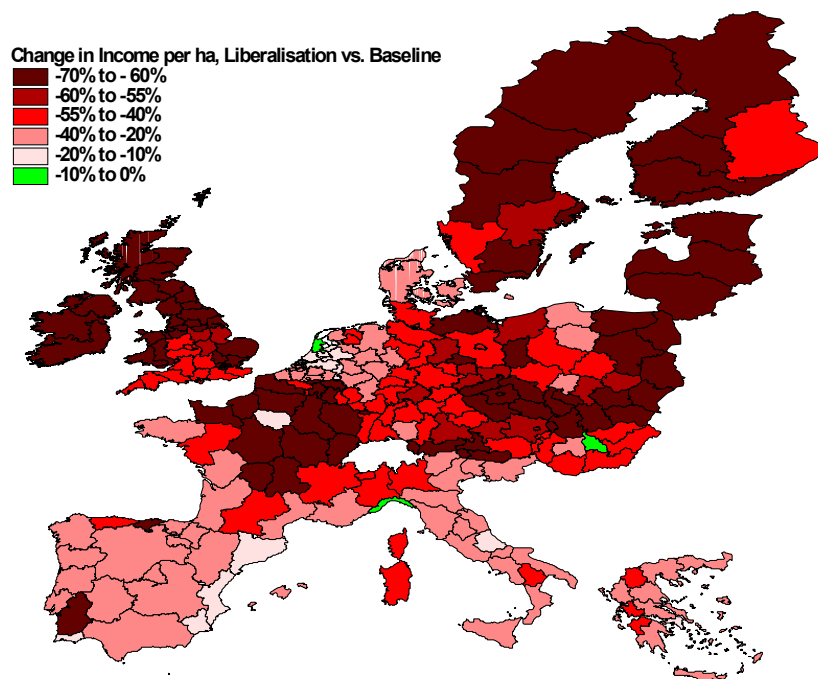 Change in Income per ha, Liberalisation vs. Baseline
-70% to - 60%
-60% to -55%
-55% to -40%
-40% to -20%
-20% to -10%
-10% to 0%